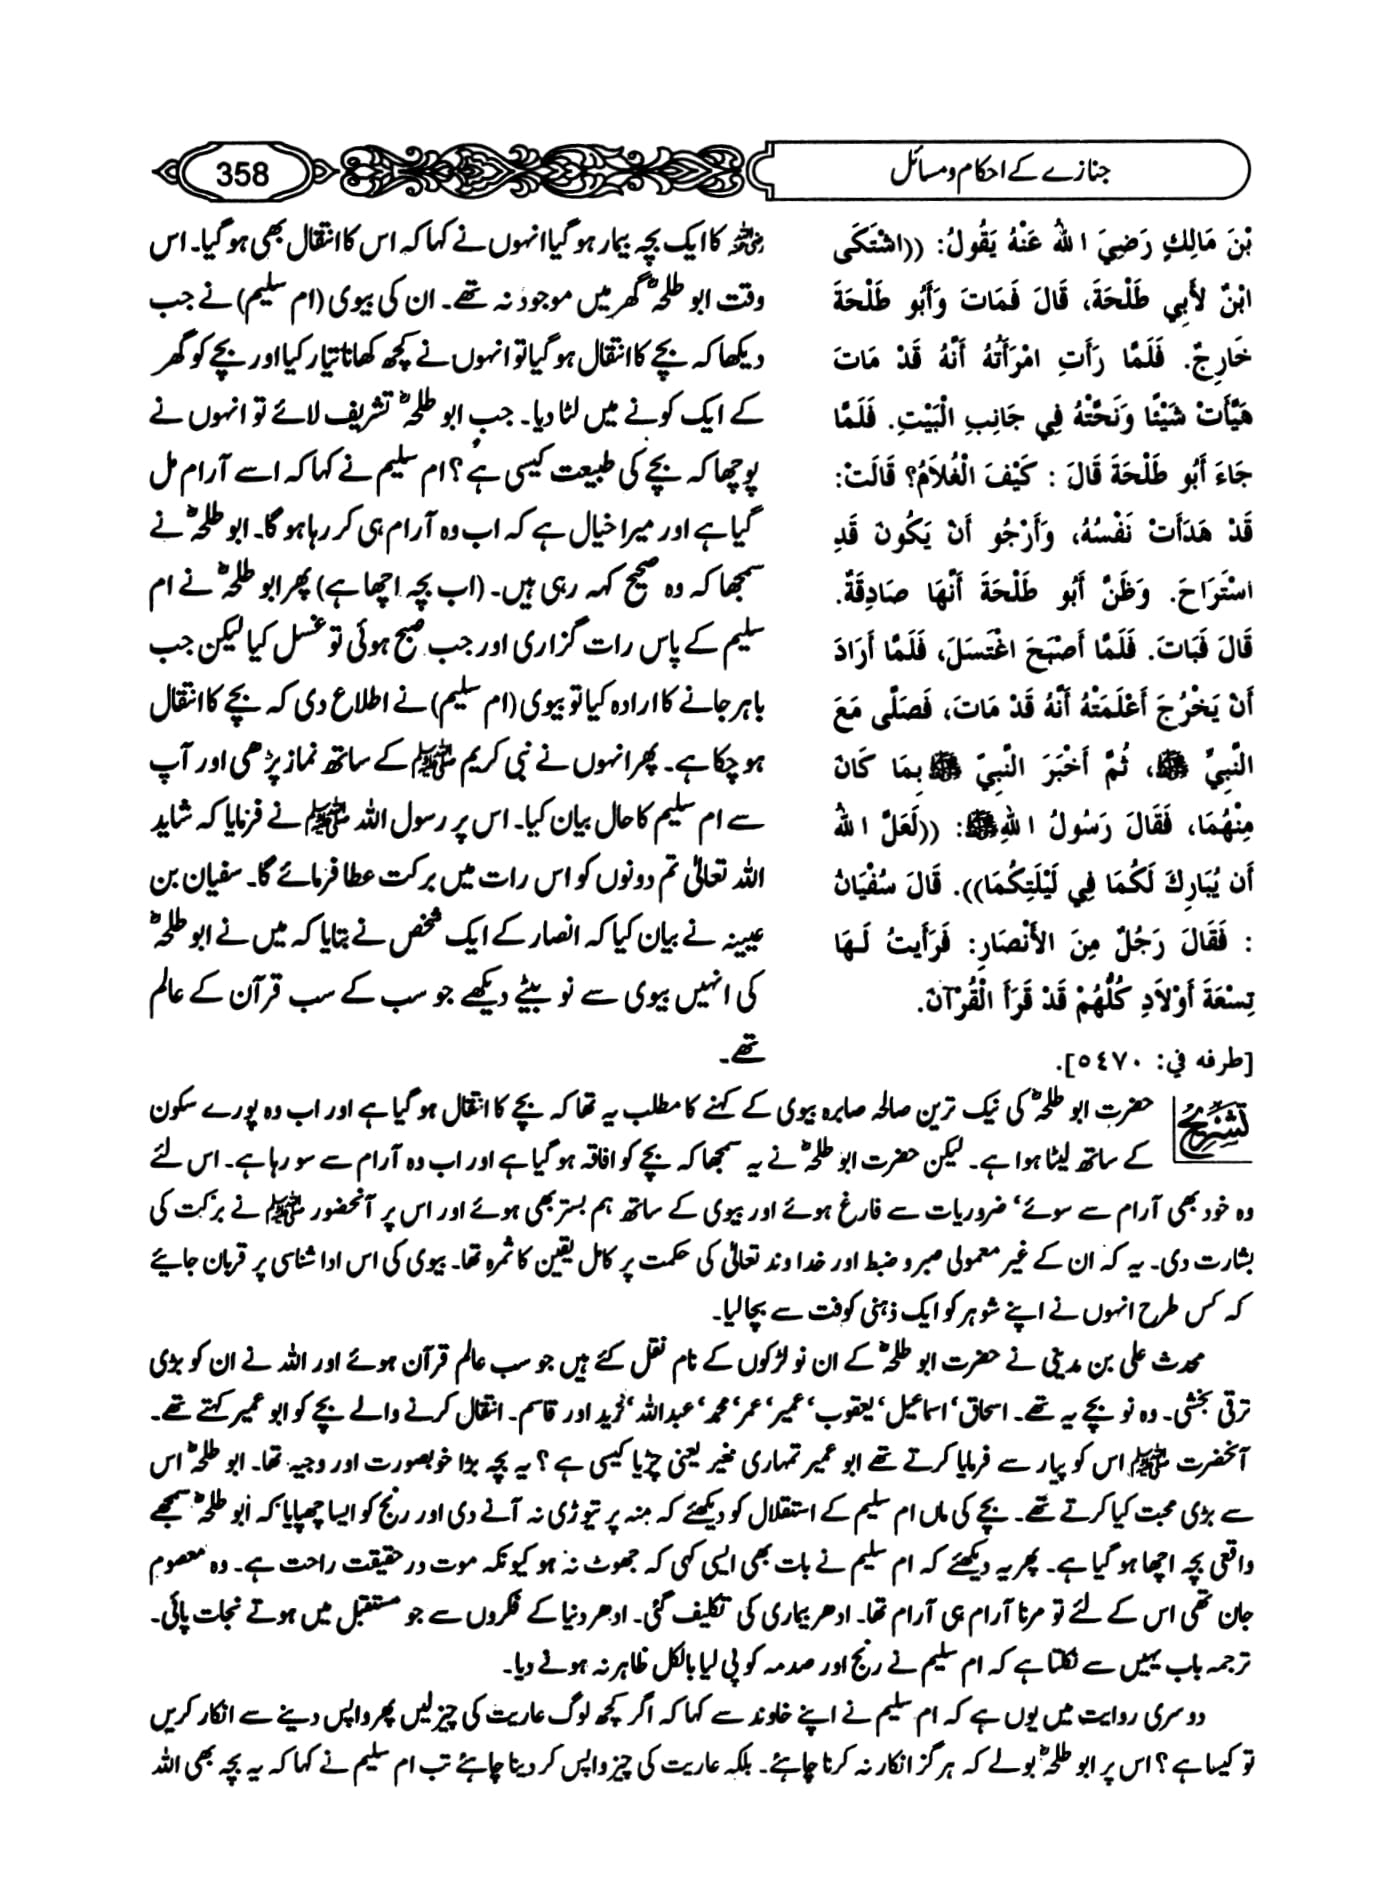 جنازے کے احکام و مسائل
358
بْنَ مَالِكٍ رَضِيَ اللهُ عَنْهُ يَقُولُ: ((اشْتَكَى
ابْنٌ لأَبِي طَلْحَةَ، قَالَ فَمَاتَ وَأَبُو طَلْحَةَ
خَارِجٌ. فَلَمَّا رَأَتِ امْرَأَتُهُ أَنَّهُ قَدْ مَاتَ
هَيَّأَتْ شَيْئًا وَنَحَّتْهُ فِي جَانِبِ الْبَيْتِ. فَلَمَّا
جَاءَ أَبُو طَلْحَةَ قَالَ : كَيْفَ الْغُلاَمُ؟ قَالَتْ:
قَدْ هَدَأَتْ نَفْسُهُ، وَأَرْجُو أَنْ يَكُونَ قَدِ
اسْتَرَاحَ. وَظَنَّ أَبُو طَلْحَةَ أَنَّهَا صَادِقَةٌ.
قَالَ فَبَاتَ. فَلَمَّا أَصْبَحَ اغْتَسَلَ، فَلَمَّا أَرَادَ
أَنْ يَخْرُجَ أَعْلَمَتْهُ أَنَّهُ قَدْ مَاتَ، فَصَلَّى مَعَ
النَّبِيِّ ﷺ، ثُمَّ أَخْبَرَ النَّبِيَّ ﷺ بِمَا كَانَ
مِنْهُمَا، فَقَالَ رَسُولُ اللهِ ﷺ: ((لَعَلَّ اللهُ
أَن يُبَارِكَ لَكُمَا فِي لَيْلَتِكُمَا)). قَالَ سُفْيَانُ
: فَقَالَ رَجُلٌ مِنَ الأَنْصَارِ: فَرَأَيتُ لَهَا
تِسْعَةَ أَوْلاَدِ كُلُّهُمْ قَدْ قَرَأَ الْقُرْآنَ.
[طرفه في: ٥٤٧٠].
رضی اللہ عنہ کا ایک بچہ بیمار ہو گیا انہوں نے کہا کہ اس کا انتقال بھی ہو گیا۔ اس
وقت ابو طلحہؓ گھر میں موجود نہ تھے۔ ان کی بیوی (ام سلیم) نے جب
دیکھا کہ بچے کا انتقال ہو گیا تو انہوں نے کچھ کھانا تیار کیا اور بچے کو گھر
کے ایک کونے میں لٹا دیا۔ جب ابو طلحہؓ تشریف لائے تو انہوں نے
پوچھا کہ بچے کی طبیعت کیسی ہے؟ ام سلیم نے کہا کہ اسے آرام مل
گیا ہے اور میرا خیال ہے کہ اب وہ آرام ہی کر رہا ہو گا۔ ابو طلحہؓ نے
سمجھا کہ وہ صحیح کہہ رہی ہیں۔ (اب بچہ اچھا ہے) پھر ابو طلحہؓ نے ام
سلیم کے پاس رات گزاری اور جب صبح ہوئی تو غسل کیا لیکن جب
باہر جانے کا ارادہ کیا تو بیوی (ام سلیم) نے اطلاع دی کہ بچے کا انتقال
ہو چکا ہے۔ پھر انہوں نے نبی کریم ﷺ کے ساتھ نماز پڑھی اور آپ
سے ام سلیم کا حال بیان کیا۔ اس پر رسول اللہ ﷺ نے فرمایا کہ شاید
اللہ تعالیٰ تم دونوں کو اس رات میں برکت عطا فرمائے گا۔ سفیان بن
عیینہ نے بیان کیا کہ انصار کے ایک شخص نے بتایا کہ میں نے ابو طلحہؓ
کی انہیں بیوی سے نو بیٹے دیکھے جو سب کے سب قرآن کے عالم
تھے۔
تشریح حضرت ابو طلحہؓ کی نیک ترین صالحہ صابرہ بیوی کے کہنے کا مطلب یہ تھا کہ بچے کا انتقال ہو گیا ہے اور اب وہ پورے سکون
کے ساتھ لیٹا ہوا ہے۔ لیکن حضرت ابو طلحہؓ نے یہ سمجھا کہ بچے کو افاقہ ہو گیا ہے اور اب وہ آرام سے سو رہا ہے۔ اس لئے
وہ خود بھی آرام سے سوئے‘ ضروریات سے فارغ ہوئے اور بیوی کے ساتھ ہم بستر بھی ہوئے اور اس پر آنحضور ﷺ نے برکت کی
بشارت دی۔ یہ کہ ان کے غیر معمولی صبر و ضبط اور خدا وند تعالیٰ کی حکمت پر کامل یقین کا ثمرہ تھا۔ بیوی کی اس ادا شناسی پر قربان جائیے
کہ کس طرح انہوں نے اپنے شوہر کو ایک ذہنی کوفت سے بچا لیا۔
محدث علی بن مدینی نے حضرت ابو طلحہؓ کے ان نو لڑکوں کے نام نقل کئے ہیں جو سب عالم قرآن ہوئے اور اللہ نے ان کو بڑی
ترقی بخشی۔ وہ نو بچے یہ تھے۔ اسحاق‘ اسماعیل‘ یعقوب‘ عمیر‘ عمر‘ محمد‘ عبداللہ‘ زید اور قاسم۔ انتقال کرنے والے بچے کو ابو عمیر کہتے تھے۔
آنحضرت ﷺ اس کو پیار سے فرمایا کرتے تھے ابو عمیر تمہاری نغیر یعنی چڑیا کیسی ہے؟ یہ بچہ بڑا خوبصورت اور وجیہ تھا۔ ابو طلحہؓ اس
سے بڑی محبت کیا کرتے تھے۔ بچے کی ماں ام سلیم کے استقلال کو دیکھئے کہ منہ پر تیوڑی نہ آنے دی اور رنج کو ایسا چھپایا کہ ابو طلحہؓ سمجھے
واقعی بچہ اچھا ہو گیا ہے۔ پھر یہ دیکھئے کہ ام سلیم نے بات بھی ایسی کہی کہ جھوٹ نہ ہو کیونکہ موت در حقیقت راحت ہے۔ وہ معصوم
جان تھی اس کے لئے تو مرنا آرام ہی آرام تھا۔ ادھر بیماری کی تکلیف گئی۔ ادھر دنیا کے فکروں سے جو مستقبل میں ہوتے نجات پائی۔
ترجمہ باب یہیں سے نکلتا ہے کہ ام سلیم نے رنج اور صدمہ کو پی لیا بالکل ظاہر نہ ہونے دیا۔
دوسری روایت میں یوں ہے کہ ام سلیم نے اپنے خاوند سے کہا کہ اگر کچھ لوگ عاریت کی چیز لیں پھر واپس دینے سے انکار کریں
تو کیسا ہے؟ اس پر ابو طلحہؓ بولے کہ ہرگز انکار نہ کرنا چاہئے۔ بلکہ عاریت کی چیز واپس کر دینا چاہئے تب ام سلیم نے کہا کہ یہ بچہ بھی اللہ